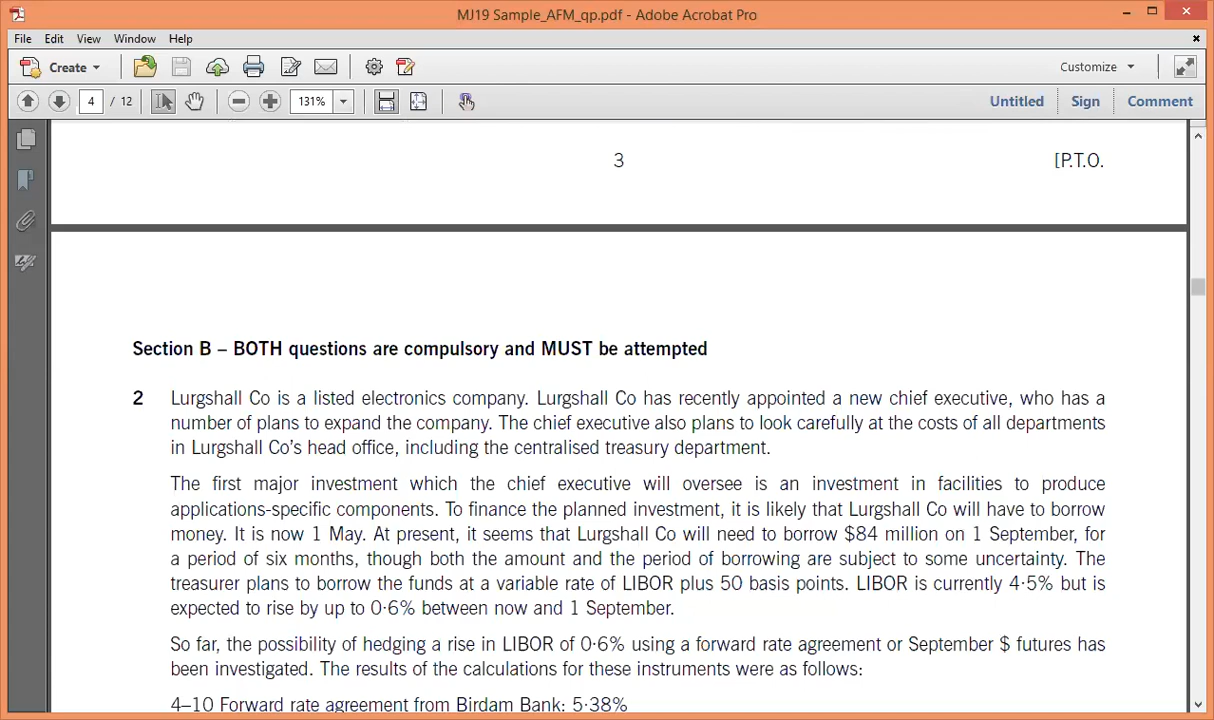 MJ19 Sample_AFM_qp.pdf - Adobe Acrobat Pro
File Edit View Window Help
Create Customize
4 / 12 131% Untitled Sign Comment
3 [P.T.O.
Section B – BOTH questions are compulsory and MUST be attempted
2 Lurgshall Co is a listed electronics company. Lurgshall Co has recently appointed a new chief executive, who has a
number of plans to expand the company. The chief executive also plans to look carefully at the costs of all departments
in Lurgshall Co’s head office, including the centralised treasury department.
The first major investment which the chief executive will oversee is an investment in facilities to produce
applications-specific components. To finance the planned investment, it is likely that Lurgshall Co will have to borrow
money. It is now 1 May. At present, it seems that Lurgshall Co will need to borrow $84 million on 1 September, for
a period of six months, though both the amount and the period of borrowing are subject to some uncertainty. The
treasurer plans to borrow the funds at a variable rate of LIBOR plus 50 basis points. LIBOR is currently 4·5% but is
expected to rise by up to 0·6% between now and 1 September.
So far, the possibility of hedging a rise in LIBOR of 0·6% using a forward rate agreement or September $ futures has
been investigated. The results of the calculations for these instruments were as follows:
4–10 Forward rate agreement from Birdam Bank: 5·38%